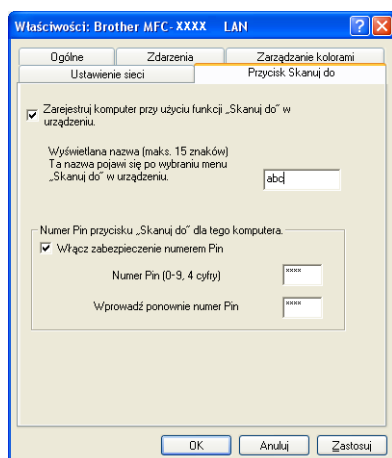 Właściwości: Brother MFC-XXXX LAN
Ogólne Zdarzenia Zarządzanie kolorami
Ustawienie sieci Przycisk Skanuj do
Zarejestruj komputer przy użyciu funkcji „Skanuj do” w
urządzeniu.
Wyświetlana nazwa (maks. 15 znaków)
Ta nazwa pojawi się po wybraniu menu
„Skanuj do” w urządzeniu.
abc
Numer Pin przycisku „Skanuj do” dla tego komputera.
Włącz zabezpieczenie numerem Pin
Numer Pin (0-9, 4 cyfry) ××××
Wprowadź ponownie numer Pin ××××
OK Anuluj Zastosuj